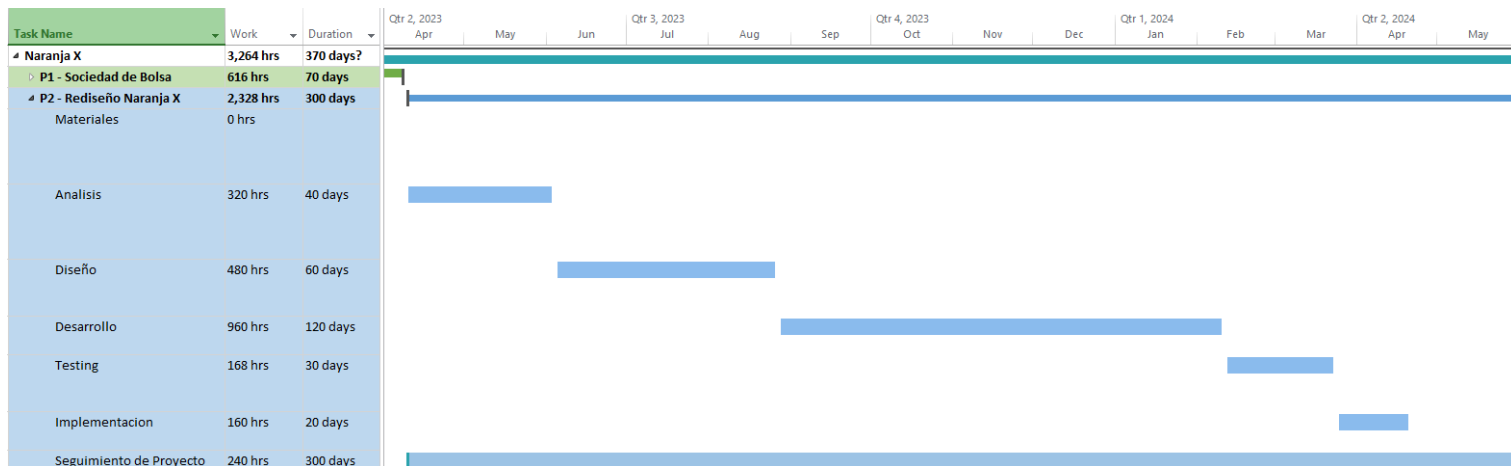 Qtr 2, 2023 Qtr 3, 2023 Qtr 4, 2023 Qtr 1, 2024 Qtr 2, 2024
Task Name Work Duration Apr May Jun Jul Aug Sep Oct Nov Dec Jan Feb Mar Apr May
Naranja X 3,264 hrs 370 days?
P1 - Sociedad de Bolsa 616 hrs 70 days
P2 - Rediseño Naranja X 2,328 hrs 300 days
Materiales 0 hrs
Analisis 320 hrs 40 days
Diseño 480 hrs 60 days
Desarrollo 960 hrs 120 days
Testing 168 hrs 30 days
Implementacion 160 hrs 20 days
Seguimiento de Proyecto 240 hrs 300 days